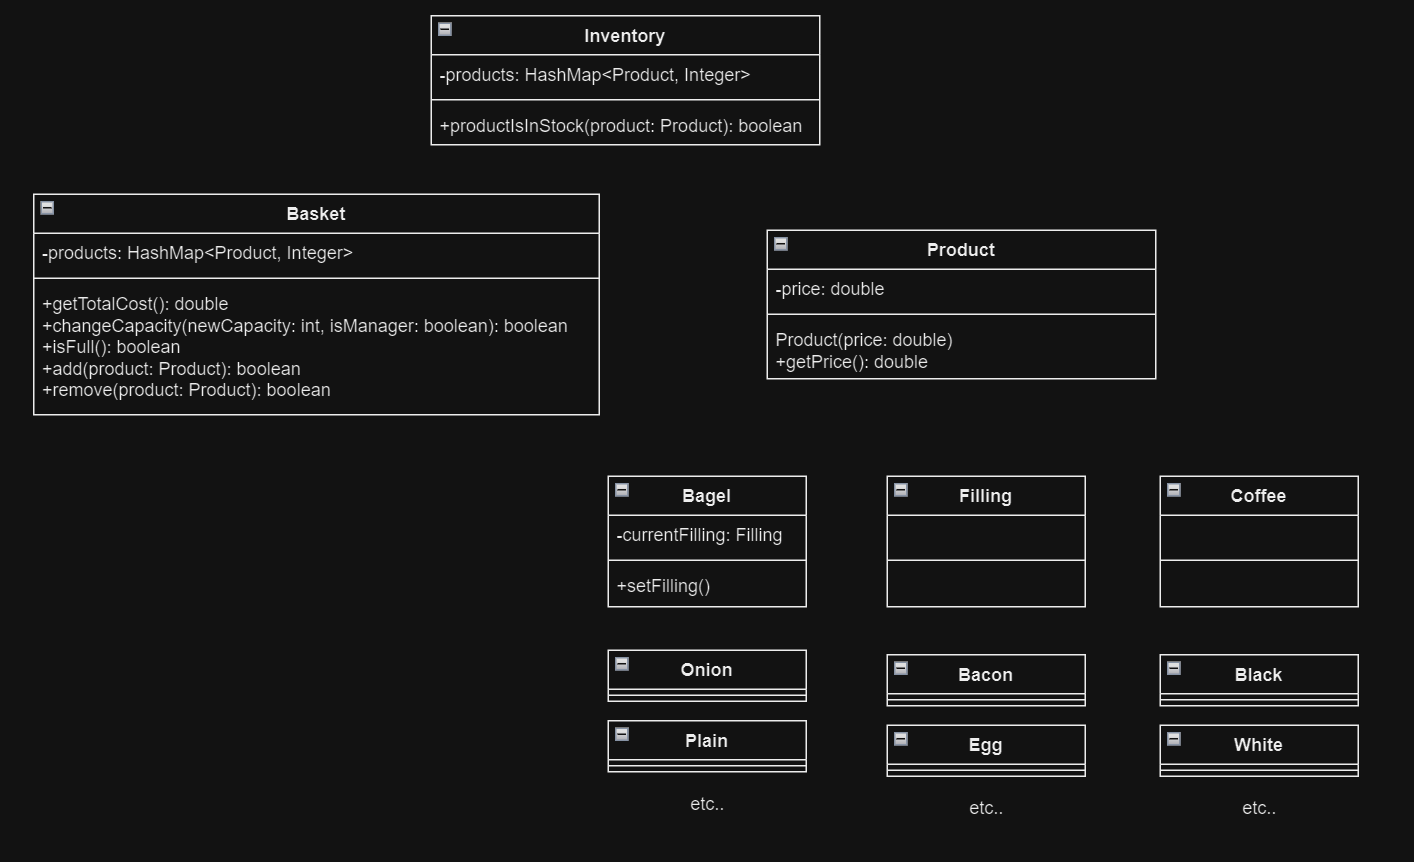 Inventory
-products: HashMap<Product, Integer>
+productIsInStock(product: Product): boolean
Basket
-products: HashMap<Product, Integer>
+getTotalCost(): double
+changeCapacity(newCapacity: int, isManager: boolean): boolean
+isFull(): boolean
+add(product: Product): boolean
+remove(product: Product): boolean
Product
-price: double
Product(price: double)
+getPrice(): double
Bagel
-currentFilling: Filling
+setFilling()
Filling
Coffee
Onion
Plain
etc..
Bacon
Egg
etc..
Black
White
etc..